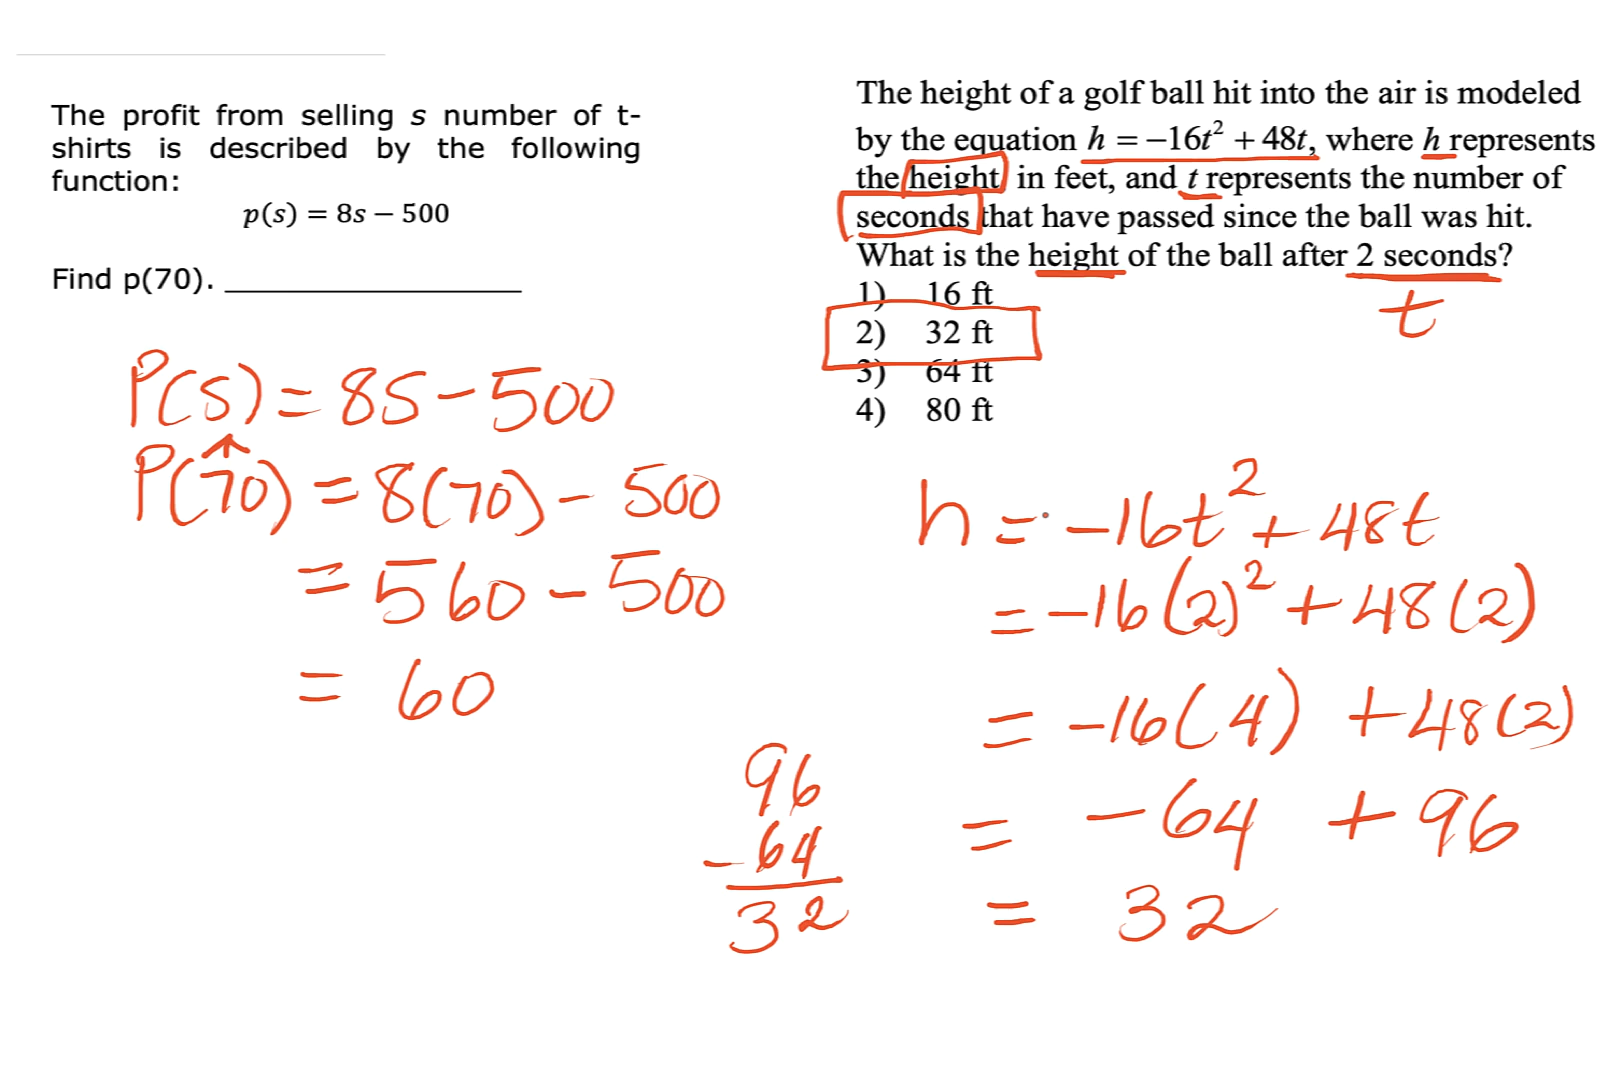 The profit from selling s number of t-
shirts is described by the following
function:
p(s) = 8s – 500
Find p(70). ____________________
P(s) = 8s - 500
P(70) = 8(70) - 500
= 560 - 500
= 60
The height of a golf ball hit into the air is modeled
by the equation h = −16t² + 48t, where h represents
the height in feet, and t represents the number of
seconds that have passed since the ball was hit.
What is the height of the ball after 2 seconds?
t
1) 16 ft
2) 32 ft
3) 64 ft
4) 80 ft
h = -16t² + 48t
= -16(2)² + 48(2)
= -16(4) + 48(2)
= -64 + 96
= 32
96
-64
32